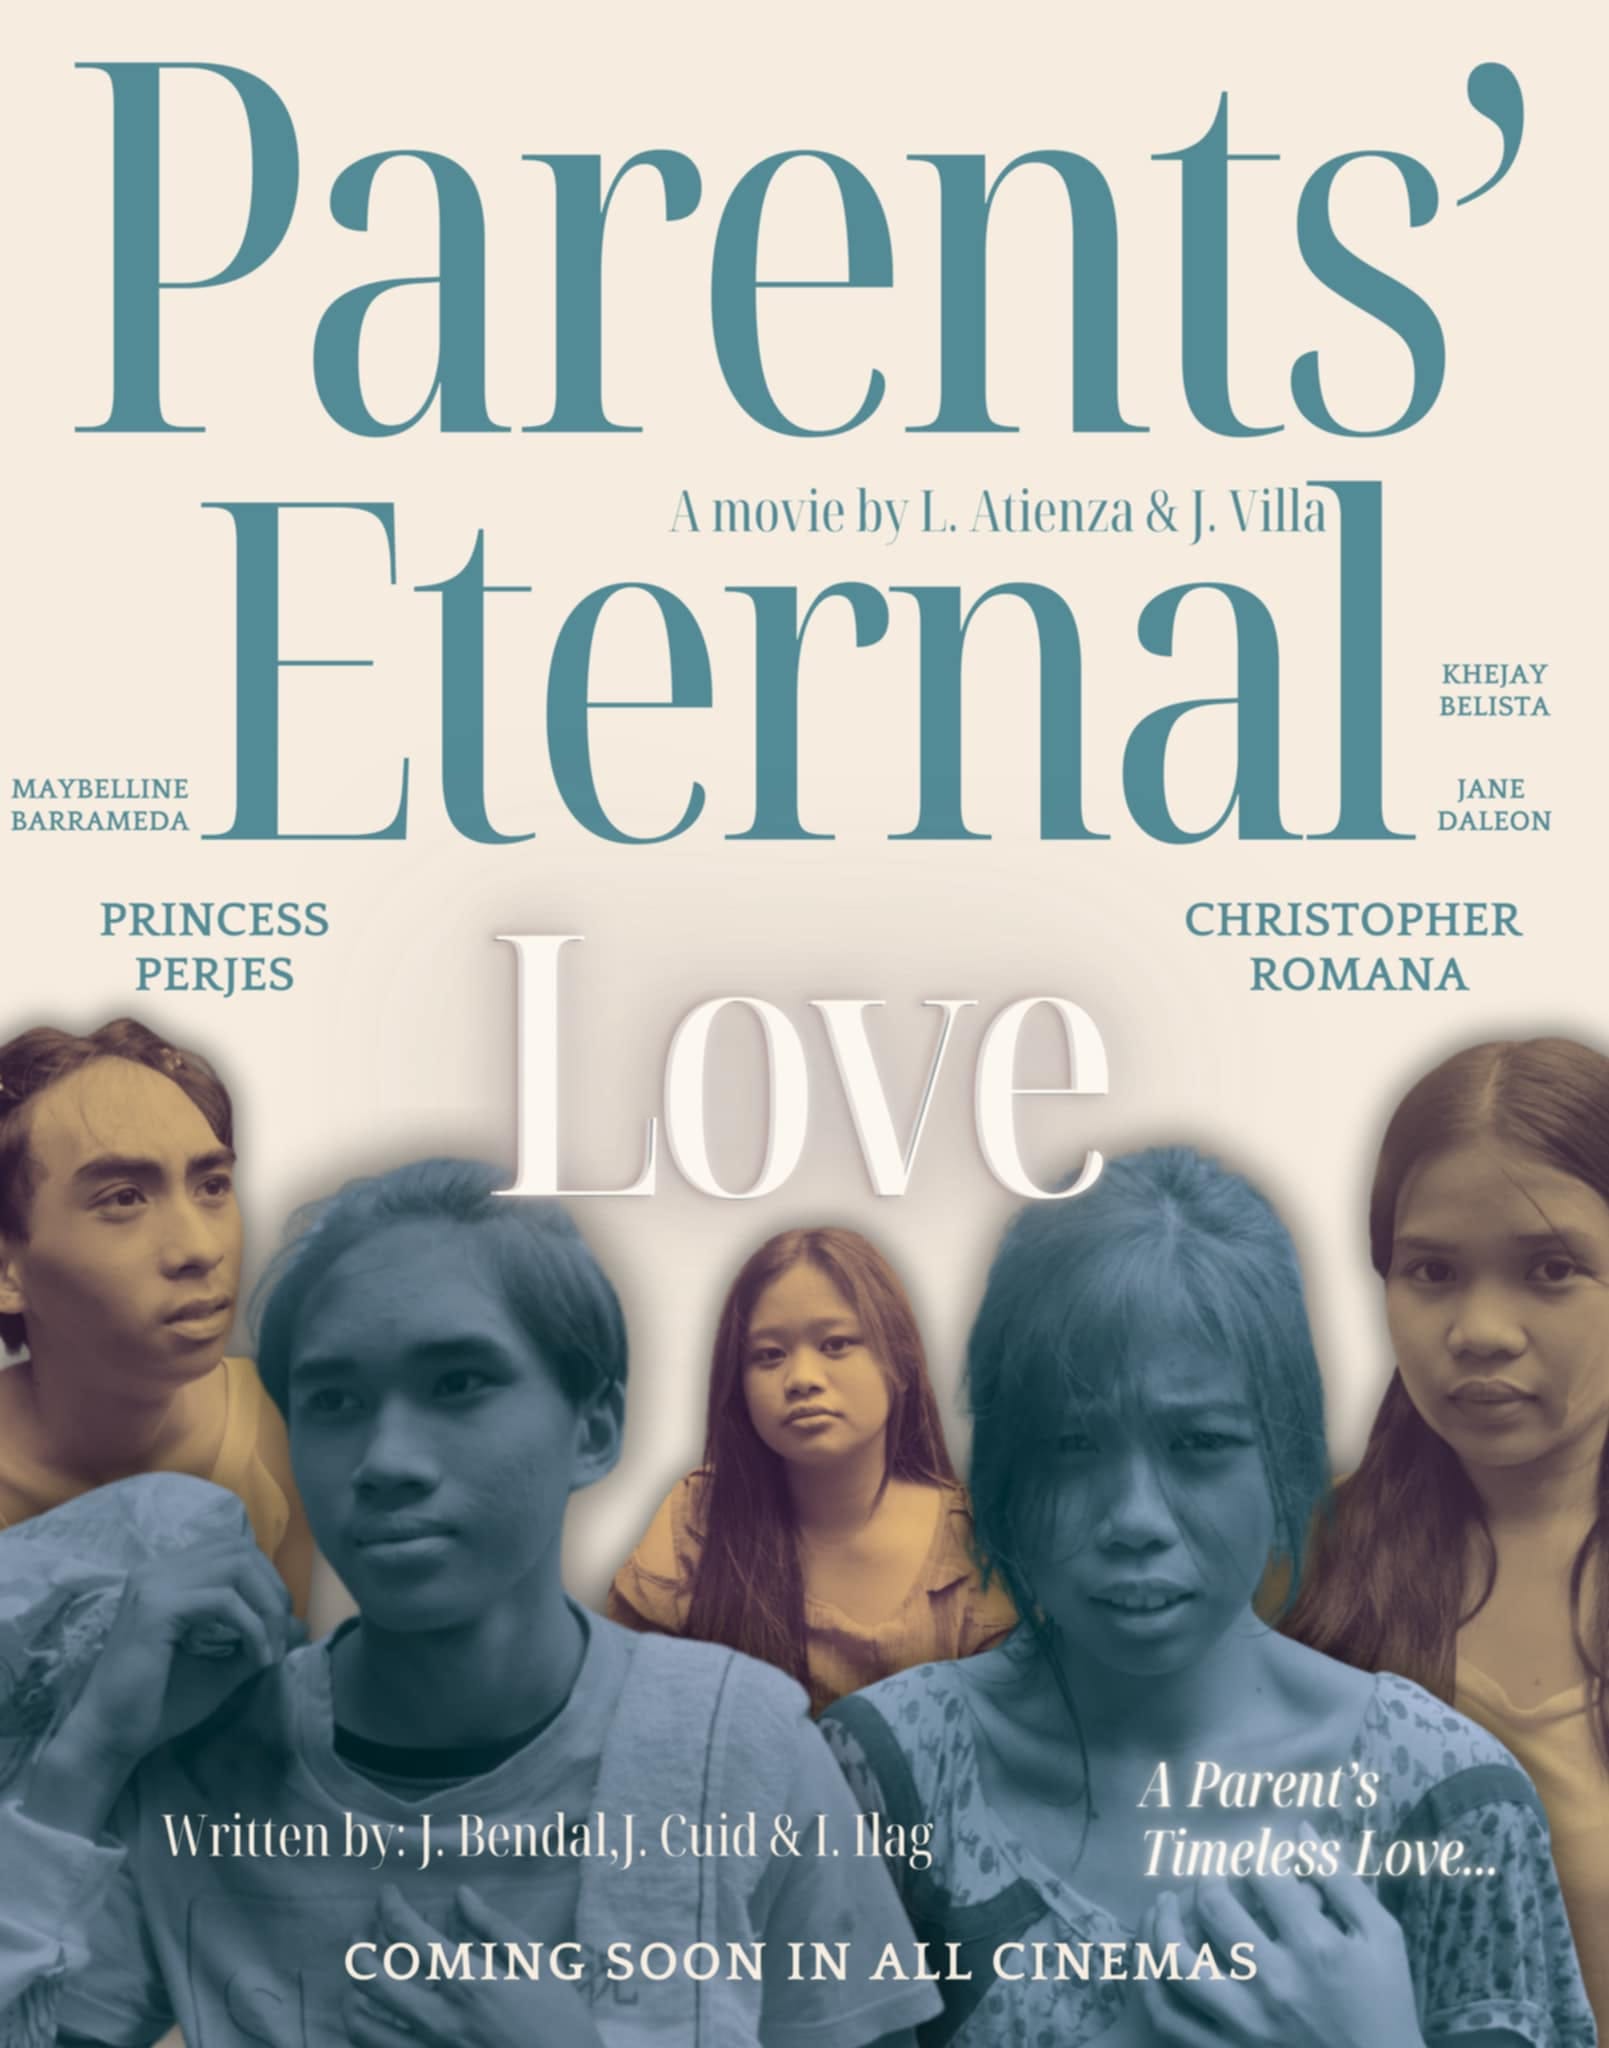 Parents’
A movie by L. Atienza & J. Villa
Eternal
KHEJAY
BELISTA
MAYBELLINE
BARRAMEDA
JANE
DALEON
PRINCESS
PERJES
CHRISTOPHER
ROMANA
Love
A Parent’s
Timeless Love...
Written by: J. Bendal,J. Cuid & I. Ilag
COMING SOON IN ALL CINEMAS